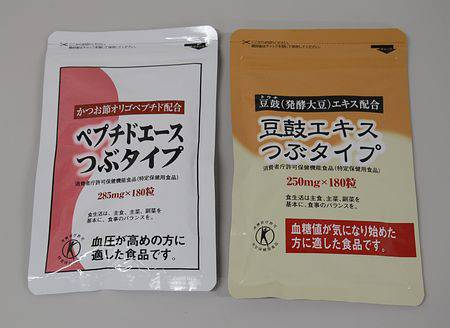 かつお節オリゴペプチド配合
ペプチドエース
つぶタイプ
消費者庁許可保健機能食品(特定保健用食品)
285mg×180粒
食生活は、主食、主菜、副菜を
基本に、食事のバランスを。
血圧が高めの方に
適した食品です。
トウチ
豆鼓(発酵大豆)エキス配合
豆鼓エキス
つぶタイプ
消費者庁許可保健機能食品(特定保健用食品)
250mg×180粒
食生活は、主食、主菜、副菜を
基本に、食事のバランスを。
血糖値が気になり始めた
方に適した食品です。